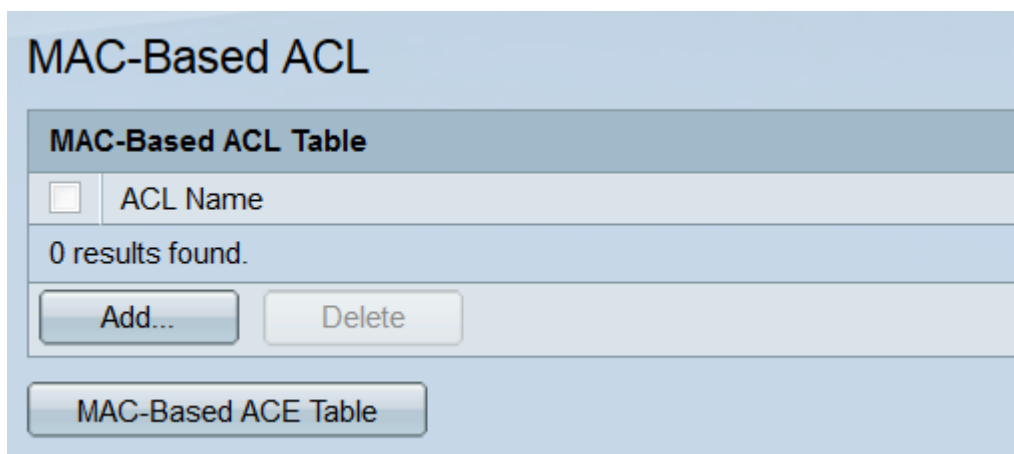 MAC-Based ACL
MAC-Based ACL Table
ACL Name
0 results found.
Add... Delete
MAC-Based ACE Table